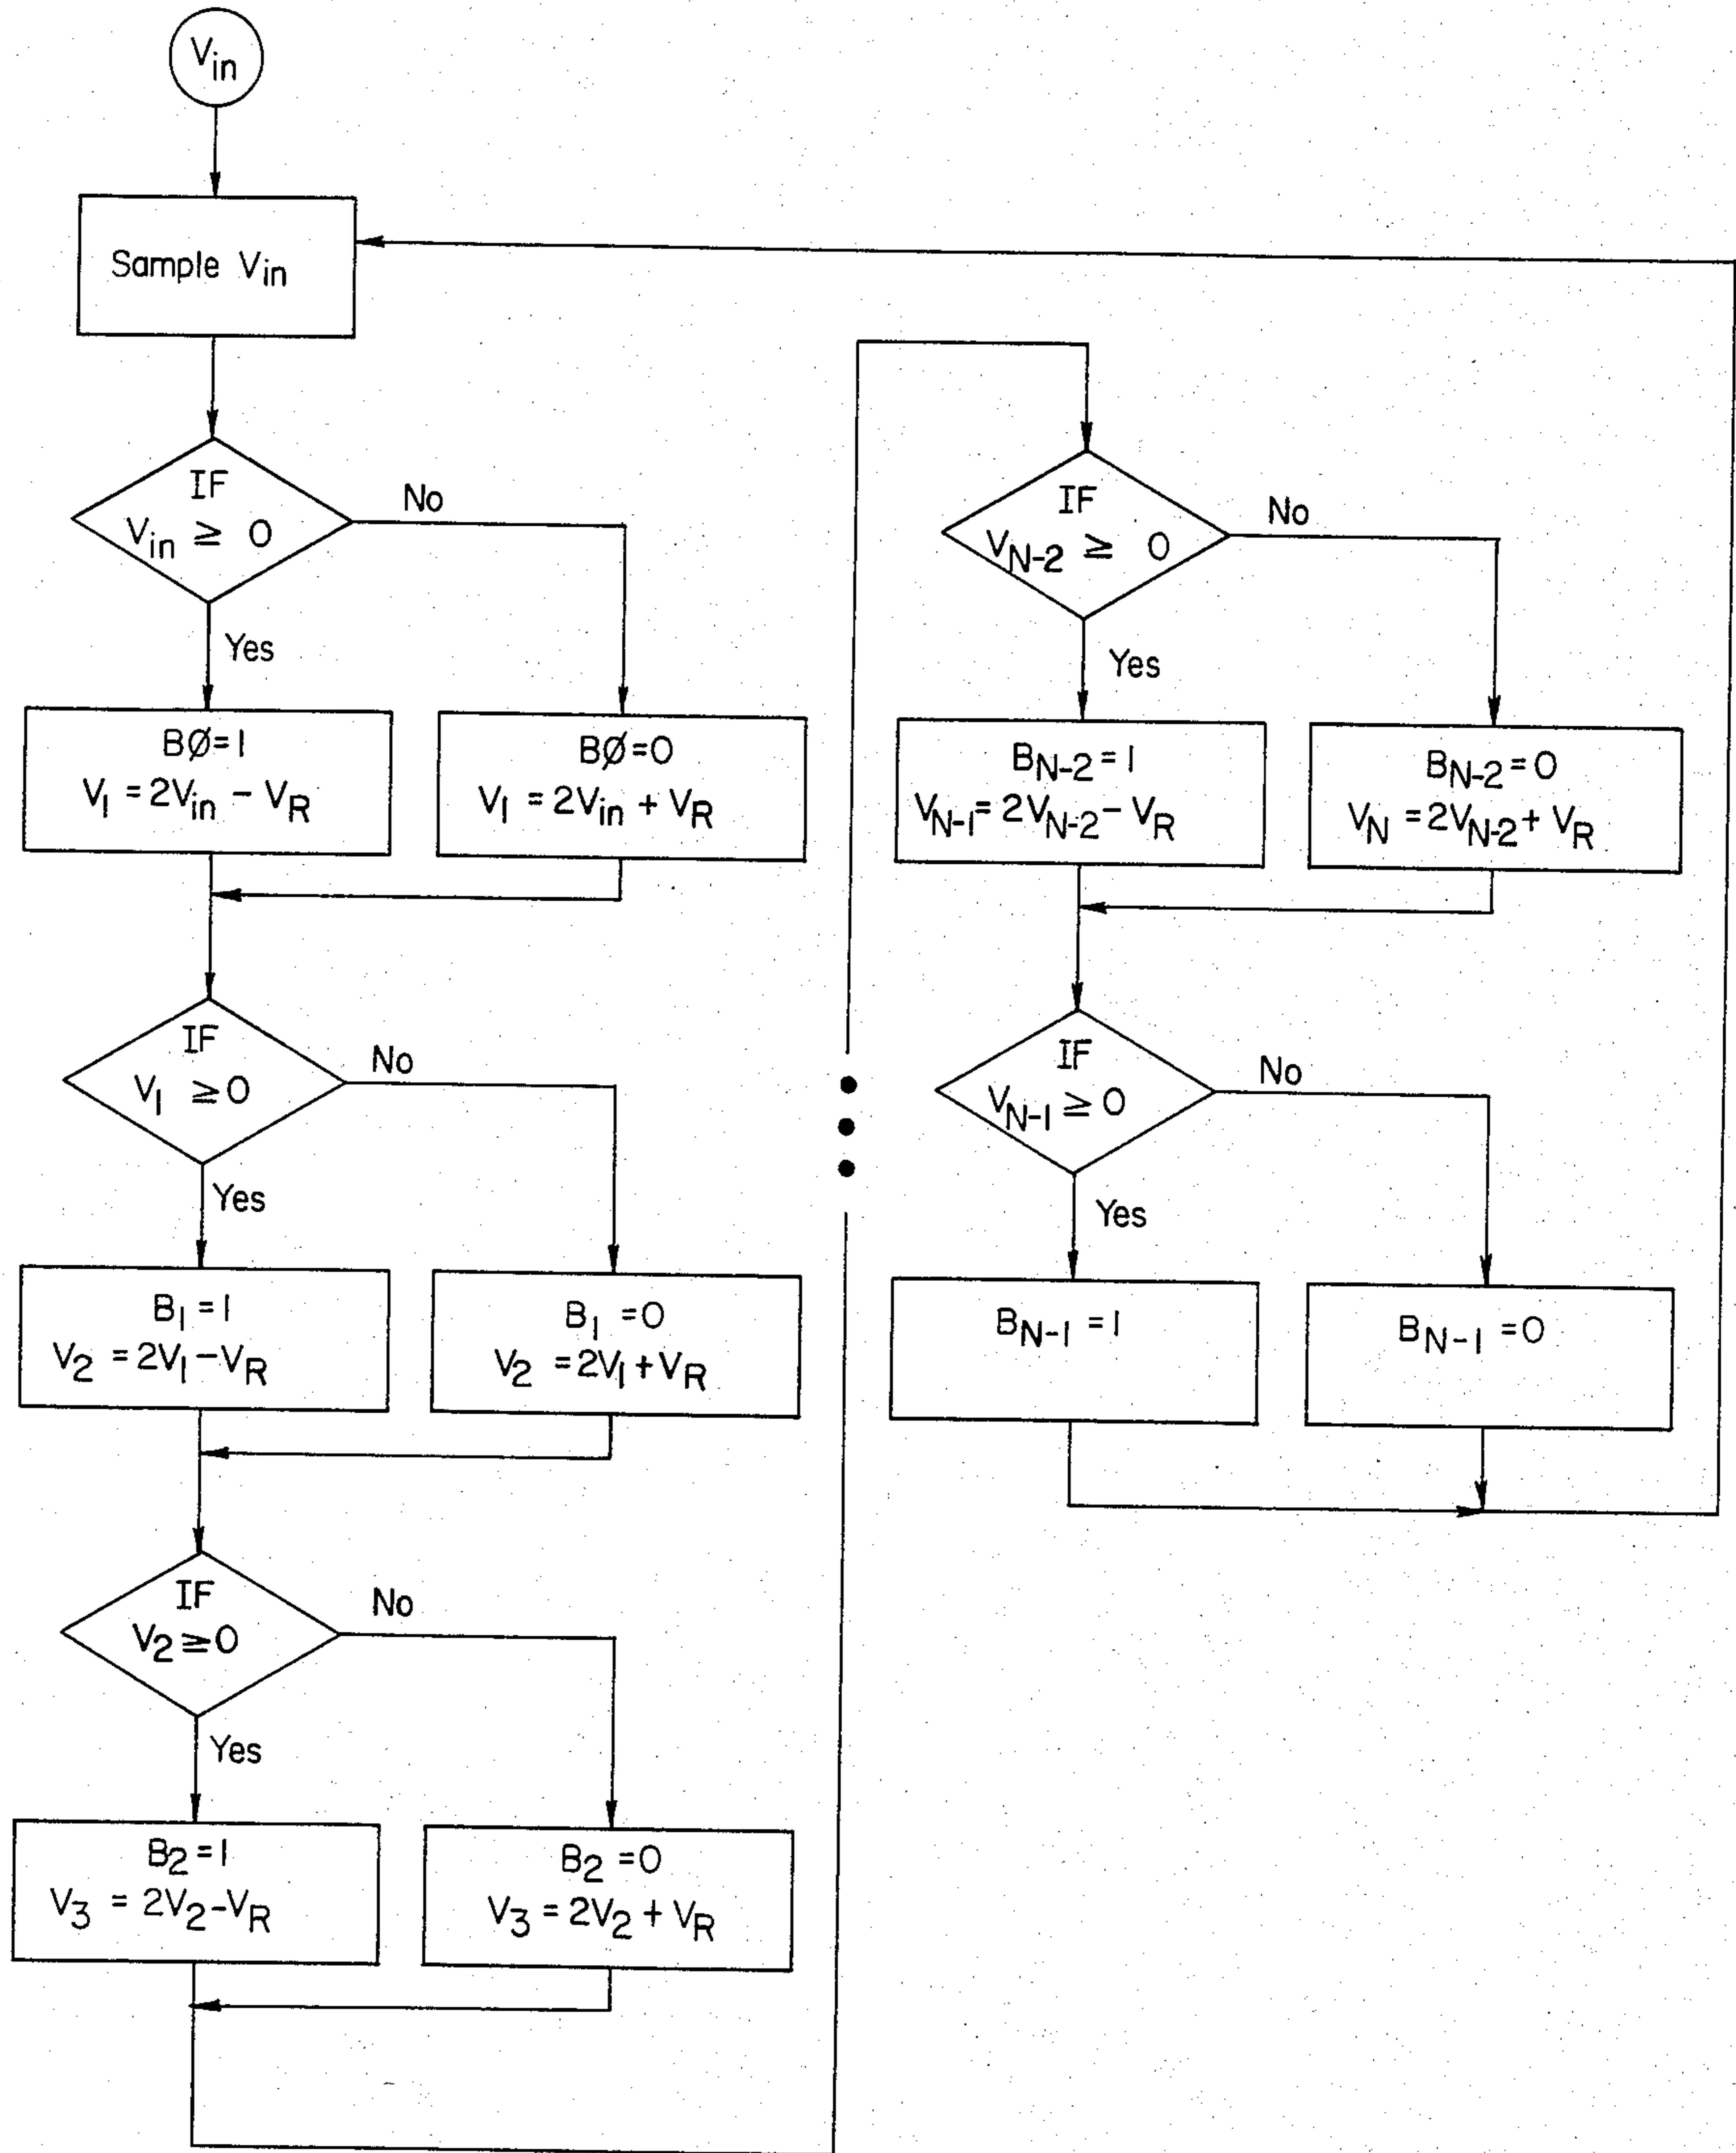 Vin
Sample Vin
IF
Vin ≥ 0
No
Yes
BØ=1
V1 = 2Vin − VR
BØ=0
V1 = 2Vin + VR
IF
V1 ≥0
No
Yes
B1 =1
V2 = 2V1−VR
B1 =0
V2 =2V1+VR
IF
V2≥0
No
Yes
B2=1
V3 = 2V2−VR
B2=0
V3 =2V2 + VR
IF
VN-2 ≥ 0
No
Yes
BN-2=1
VN-1=2VN-2− VR
BN-2=0
VN =2VN-2+ VR
IF
VN-1 ≥0
No
Yes
BN-1 =1
BN-1 =0